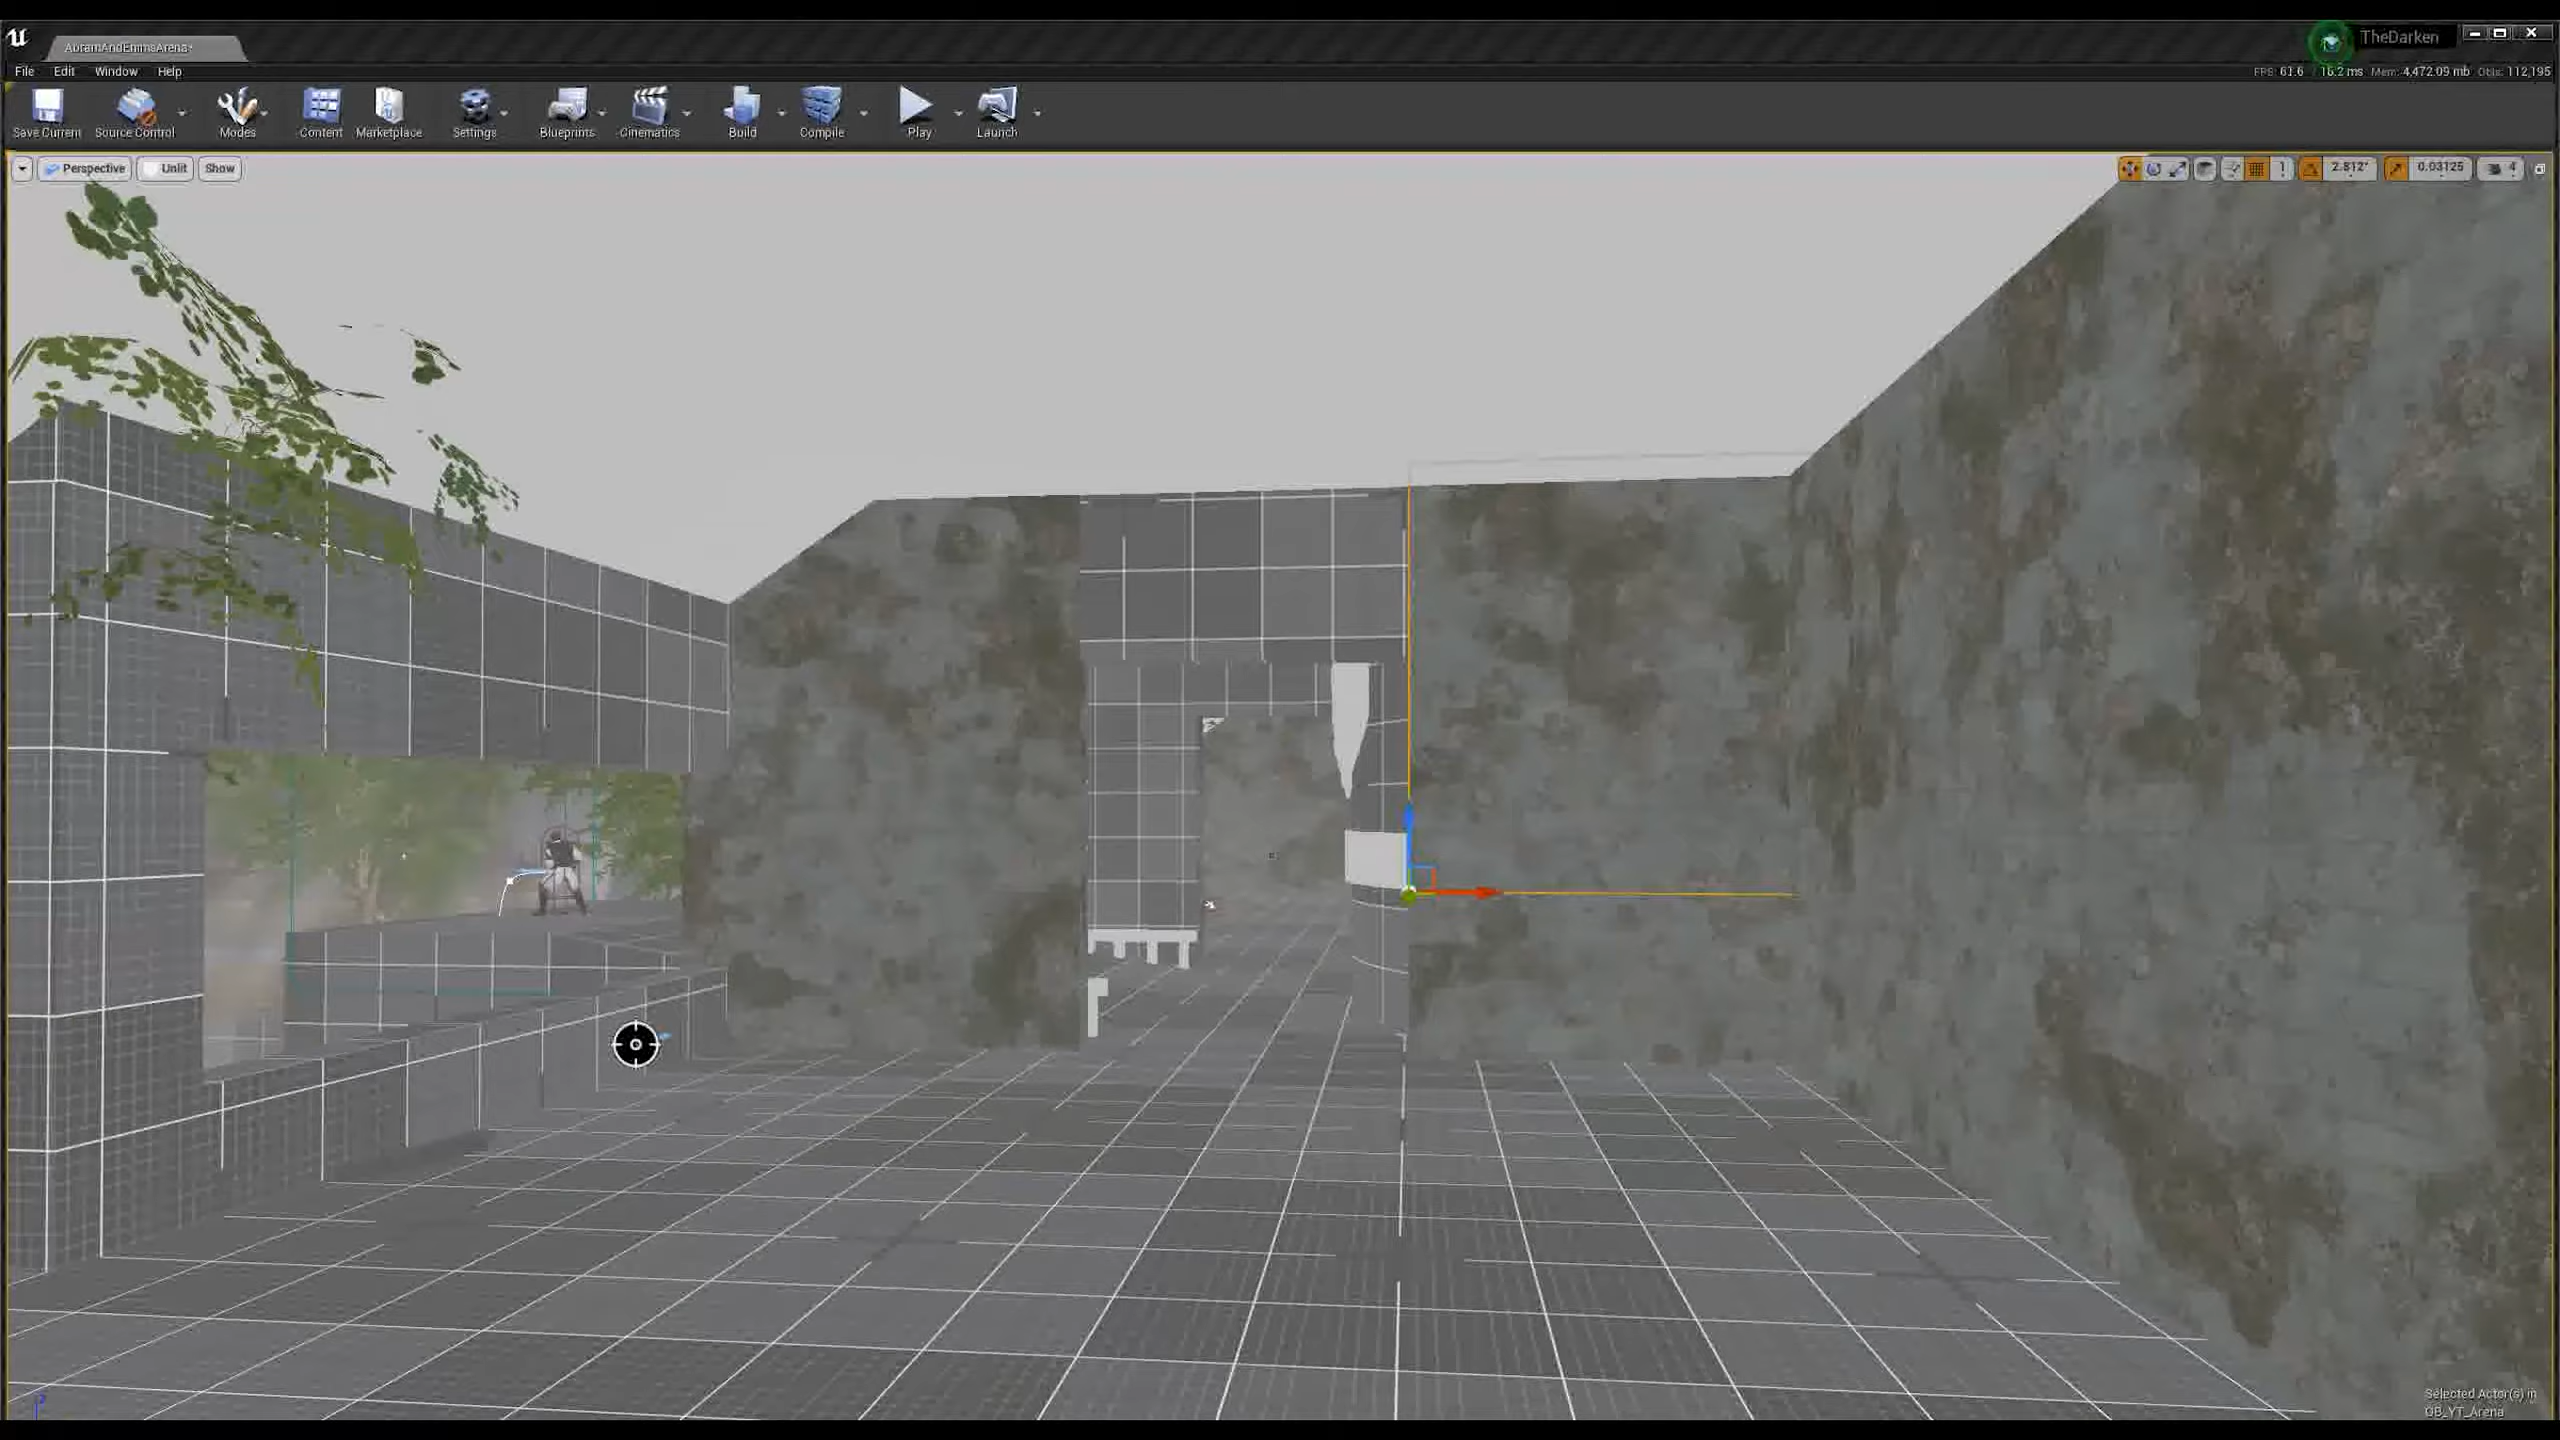 AbramAndEmmsArena*
TheDarken
File Edit Window Help
FPS: 61.6 / 16.2 ms Mem: 4,472.09 mb Objs: 112,195
Save Current Source Control Modes Content Marketplace Settings Blueprints Cinematics Build Compile Play Launch
Perspective Unlit Show
1 2.812° 0.03125 4
Z
Selected Actor(s) in
OB_YT_Arena